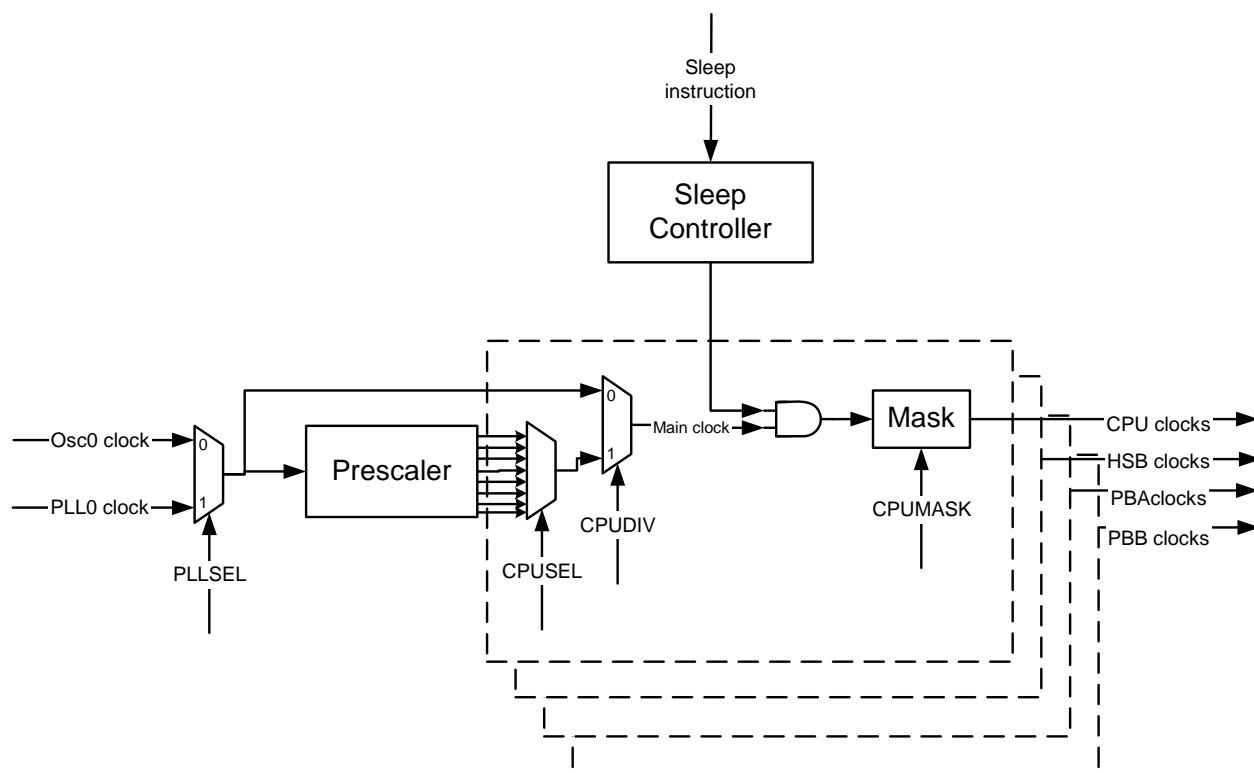 Sleep
instruction
Sleep
Controller
0
Osc0 clock
0
1
PLL0 clock
Prescaler
1
Main clock
Mask
CPU clocks
HSB clocks
PBAclocks
PBB clocks
CPUDIV
CPUMASK
CPUSEL
PLLSEL